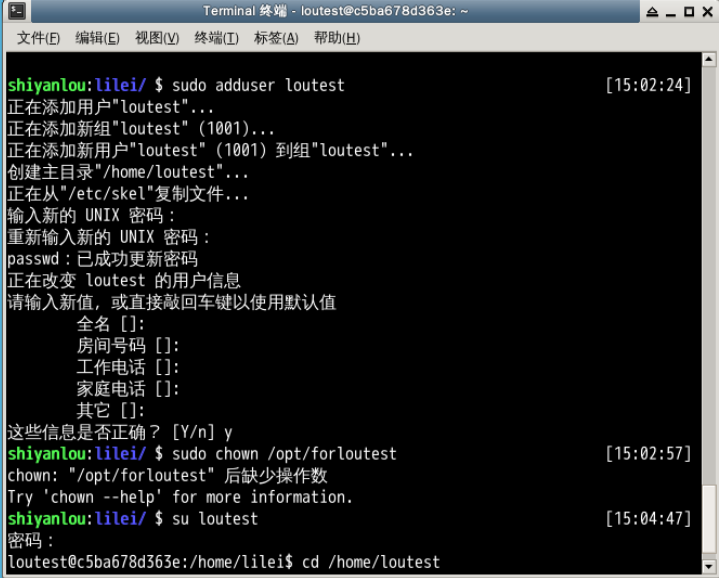 Terminal 终端 - loutest@c5ba678d363e: ~
文件(F) 编辑(E) 视图(V) 终端(T) 标签(A) 帮助(H)
shiyanlou:lilei/ $ sudo adduser loutest [15:02:24]
正在添加用户"loutest"...
正在添加新组"loutest" (1001)...
正在添加新用户"loutest" (1001) 到组"loutest"...
创建主目录"/home/loutest"...
正在从"/etc/skel"复制文件...
输入新的 UNIX 密码：
重新输入新的 UNIX 密码：
passwd：已成功更新密码
正在改变 loutest 的用户信息
请输入新值，或直接敲回车键以使用默认值
全名 []:
房间号码 []:
工作电话 []:
家庭电话 []:
其它 []:
这些信息是否正确？ [Y/n] y
shiyanlou:lilei/ $ sudo chown /opt/forloutest [15:02:57]
chown: "/opt/forloutest" 后缺少操作数
Try 'chown --help' for more information.
shiyanlou:lilei/ $ su loutest [15:04:47]
密码：
loutest@c5ba678d363e:/home/lilei$ cd /home/loutest